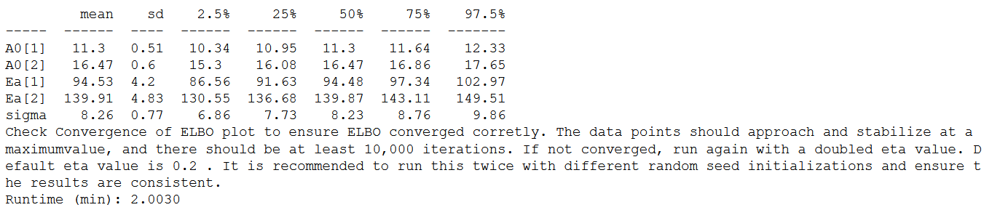 mean    sd    2.5%     25%     50%     75%    97.5%
-----  ------  ----  ------  ------  ------  ------  -------
A0[1]   11.3   0.51   10.34   10.95   11.3    11.64    12.33
A0[2]   16.47  0.6    15.3    16.08   16.47   16.86    17.65
Ea[1]   94.53  4.2    86.56   91.63   94.48   97.34   102.97
Ea[2]  139.91  4.83  130.55  136.68  139.87  143.11   149.51
sigma    8.26  0.77    6.86    7.73    8.23    8.76     9.86
Check Convergence of ELBO plot to ensure ELBO converged corretly. The data points should approach and stabilize at a
maximumvalue, and there should be at least 10,000 iterations. If not converged, run again with a doubled eta value. D
efault eta value is 0.2 . It is recommended to run this twice with different random seed initializations and ensure t
he results are consistent.
Runtime (min): 2.0030